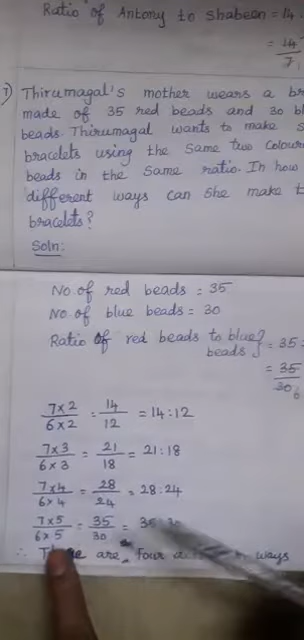 Ratio of Antony to Shabeen = 14
= 14
7
7) Thirumagal's mother wears a br
made of 35 red beads and 30 bl
beads. Thirumagal wants to make s
bracelets using the same two colour
beads in the same ratio. In how
different ways can she make t
bracelets?
Soln:
No. of red beads = 35
No. of blue beads = 30
Ratio of red beads to blue beads } = 35 :
= 35
30 6
7x2 / 6x2 = 14 / 12 = 14:12
7x3 / 6x3 = 21 / 18 = 21:18
7x4 / 6x4 = 28 / 24 = 28:24
7x5 / 6x5 = 35 / 30 =
∴ are Four ways